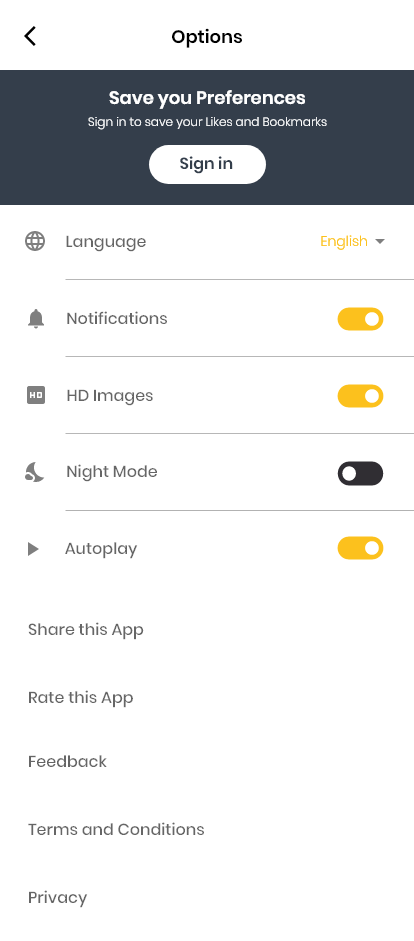 Options
Save you Preferences
Sign in to save your Likes and Bookmarks
Sign in
Language English
Notifications
HD HD Images
Night Mode
Autoplay
Share this App
Rate this App
Feedback
Terms and Conditions
Privacy